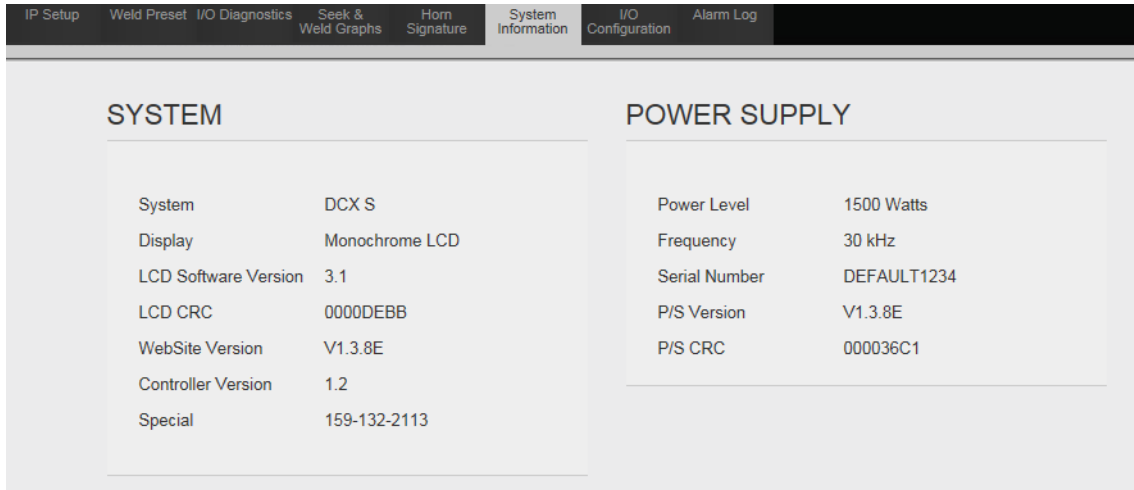 IP Setup Weld Preset I/O Diagnostics Seek & Weld Graphs Horn Signature System Information I/O Configuration Alarm Log
SYSTEM
System DCX S
Display Monochrome LCD
LCD Software Version 3.1
LCD CRC 0000DEBB
WebSite Version V1.3.8E
Controller Version 1.2
Special 159-132-2113
POWER SUPPLY
Power Level 1500 Watts
Frequency 30 kHz
Serial Number DEFAULT1234
P/S Version V1.3.8E
P/S CRC 000036C1